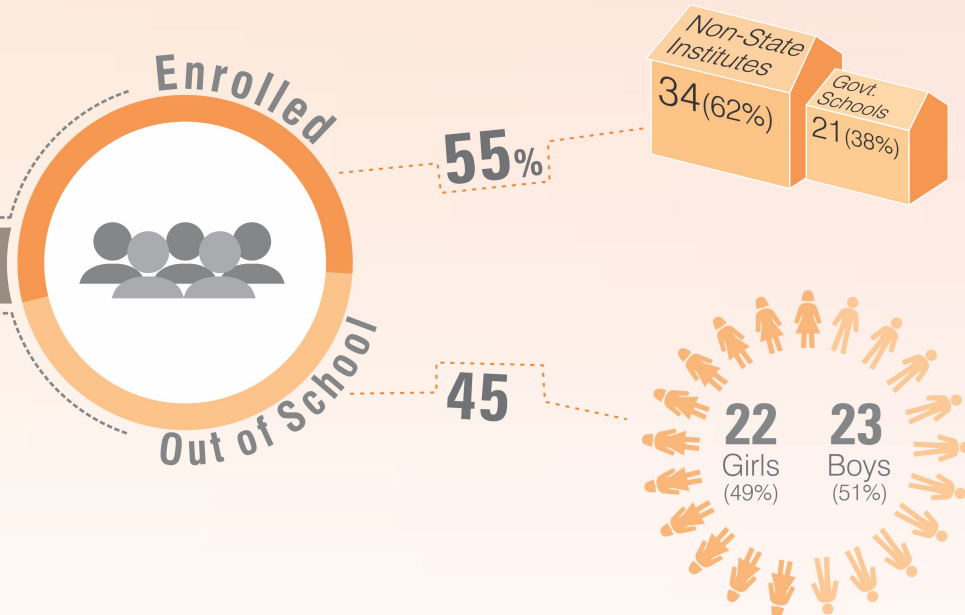 Enrolled
55%
Non-State
Institutes
34(62%)
Govt.
Schools
21(38%)
Out of School
45
22
Girls
(49%)
23
Boys
(51%)